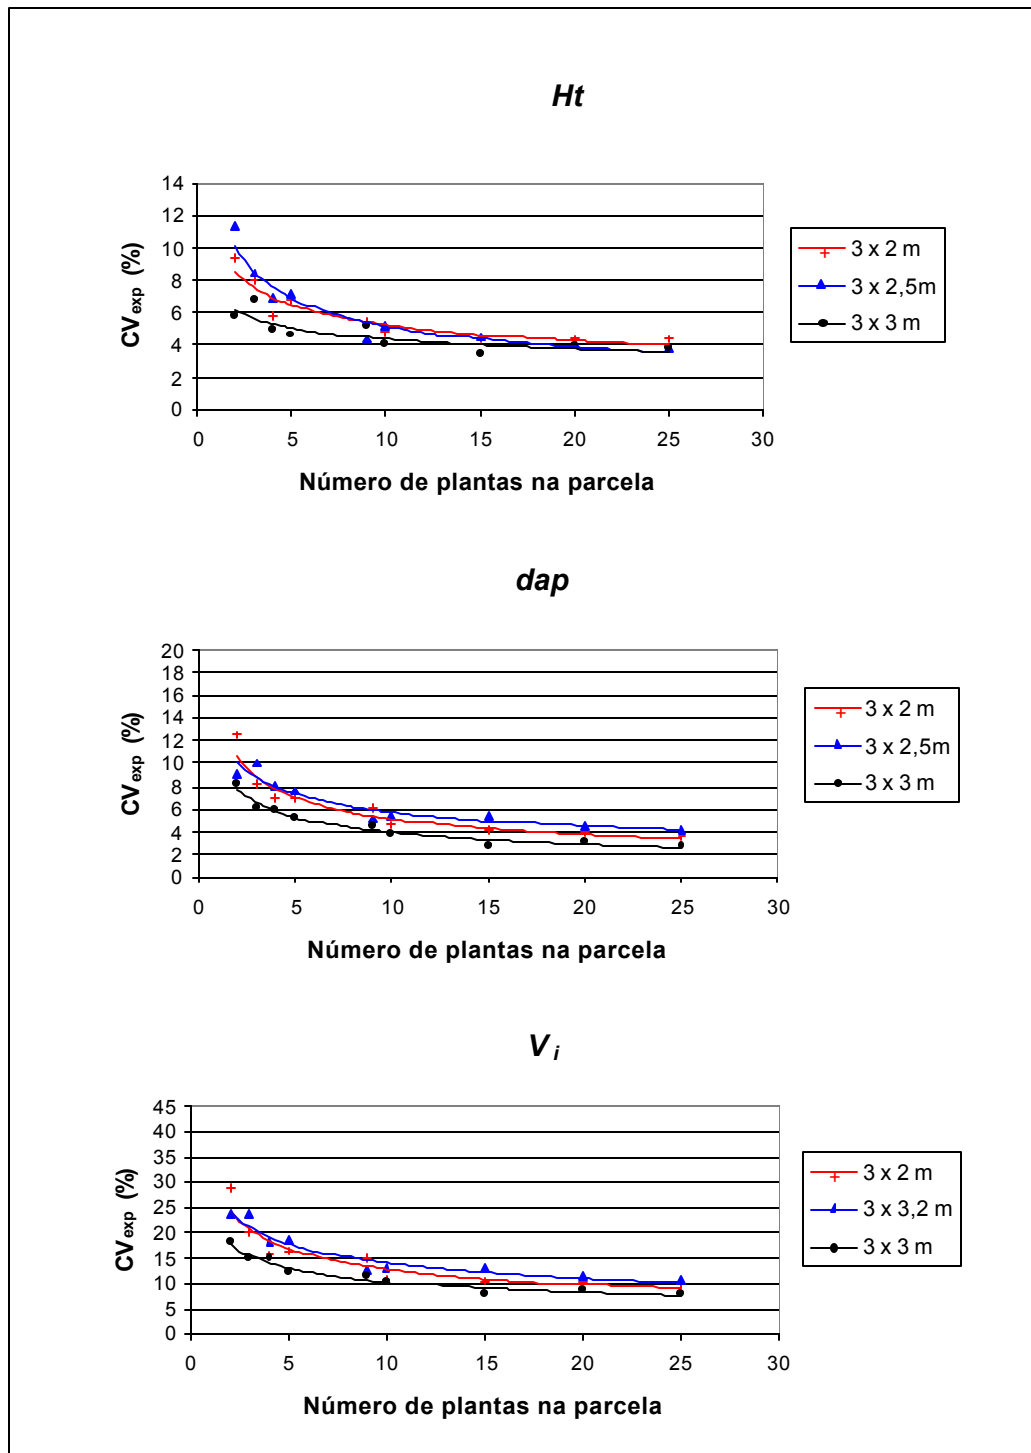 Ht
14
12
10
8
6
4
2
0
CVexp (%)
0 5 10 15 20 25 30
Número de plantas na parcela
3 x 2 m
3 x 2,5m
3 x 3 m
dap
20
18
16
14
12
10
8
6
4
2
0
CVexp (%)
0 5 10 15 20 25 30
Número de plantas na parcela
3 x 2 m
3 x 2,5m
3 x 3 m
V i
45
40
35
30
25
20
15
10
5
0
CVexp (%)
0 5 10 15 20 25 30
Número de plantas na parcela
3 x 2 m
3 x 3,2 m
3 x 3 m